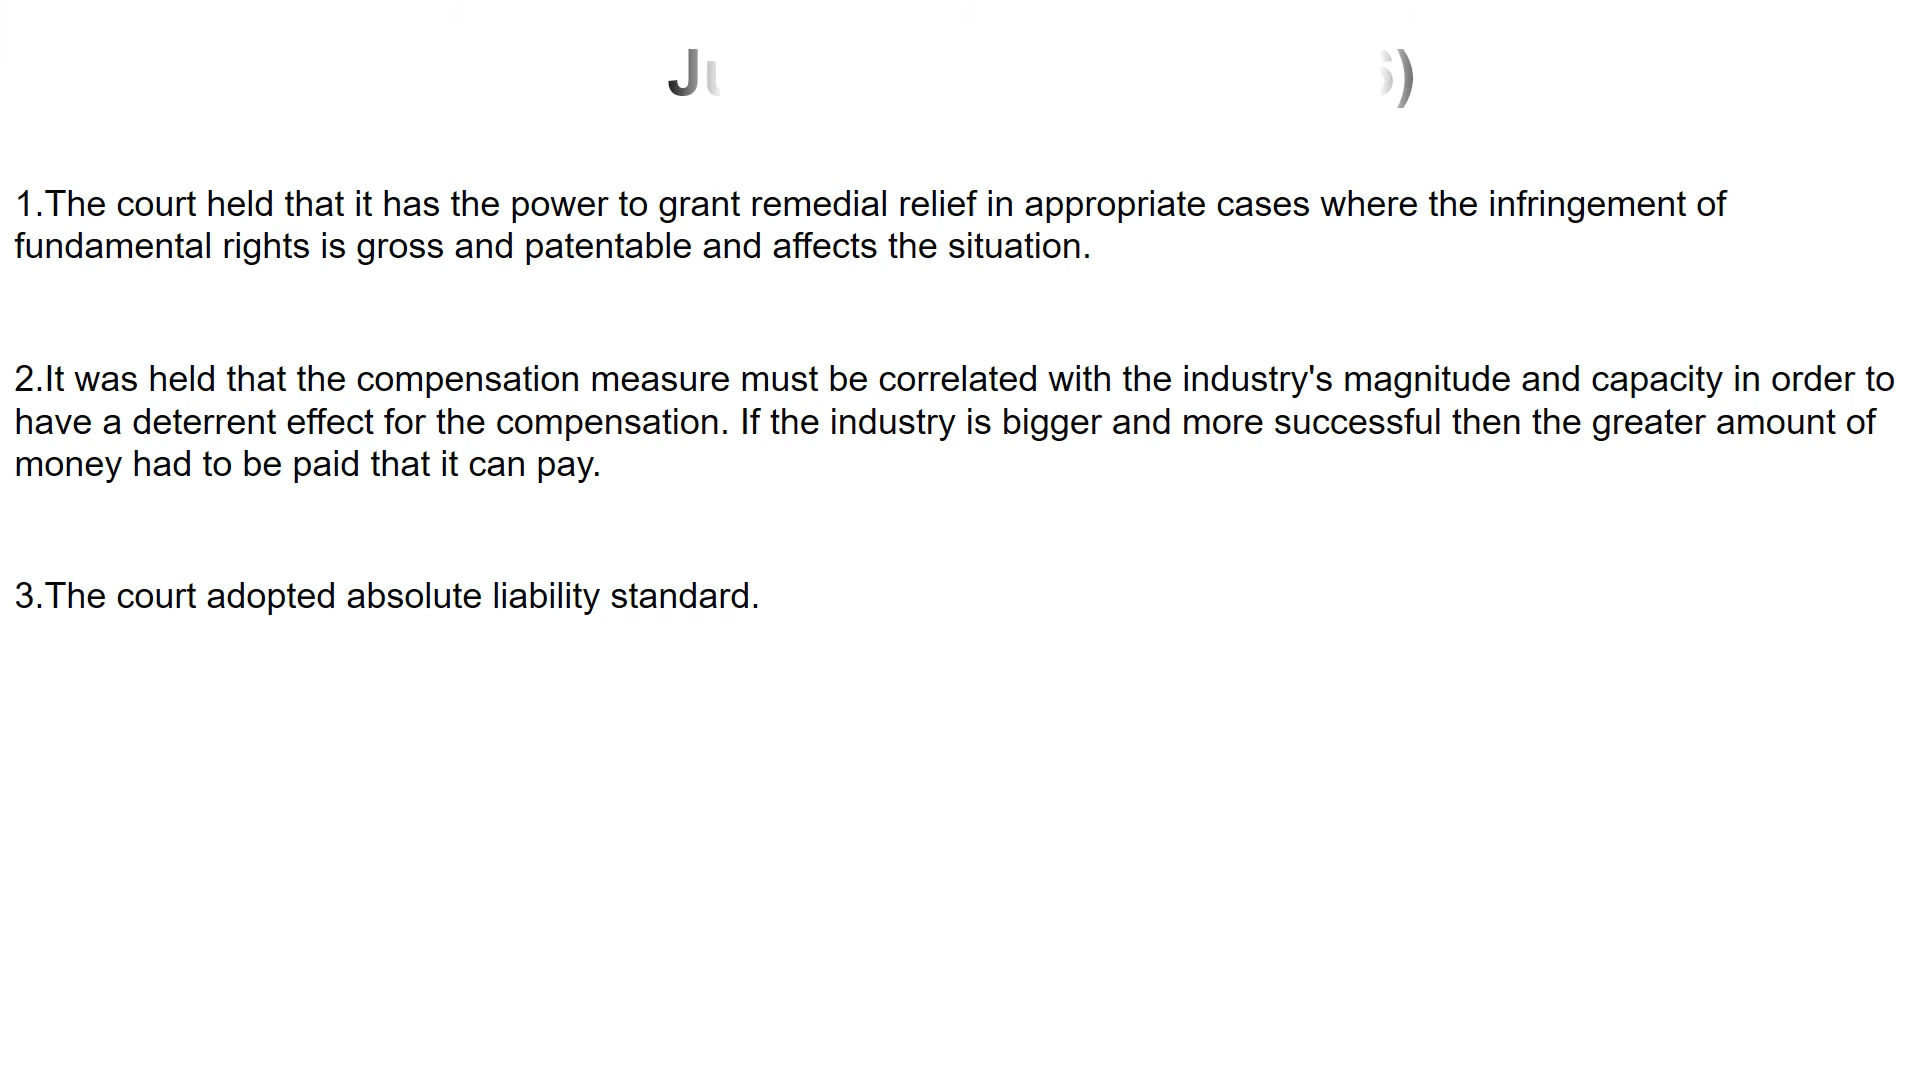 1.The court held that it has the power to grant remedial relief in appropriate cases where the infringement of
fundamental rights is gross and patentable and affects the situation.
2.It was held that the compensation measure must be correlated with the industry's magnitude and capacity in order to
have a deterrent effect for the compensation. If the industry is bigger and more successful then the greater amount of
money had to be paid that it can pay.
3.The court adopted absolute liability standard.